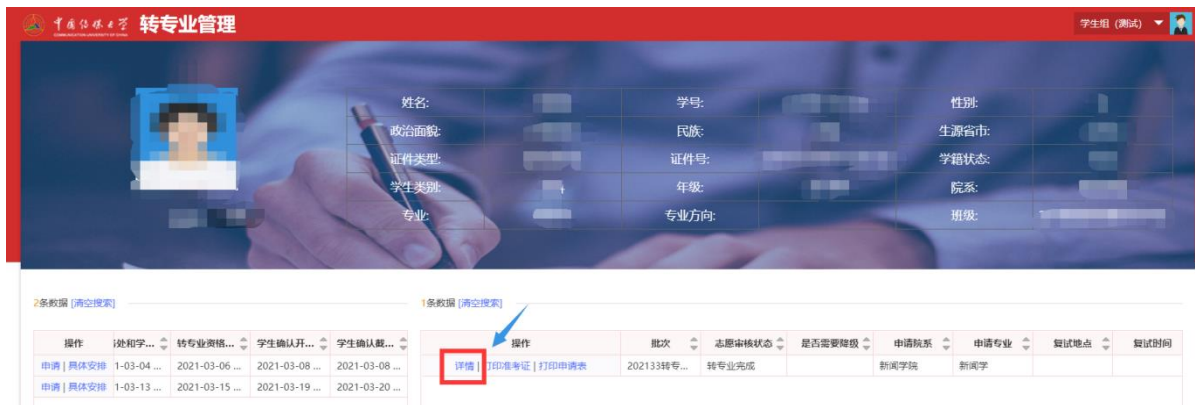 中国传媒大学 转专业管理 学生组 (测试)
COMMUNICATION UNIVERSITY OF CHINA
姓名: 学号: 性别:
政治面貌: 民族: 生源省市:
证件类型: 证件号: 学籍状态:
学生类别: 年级: 院系:
专业: 专业方向: 班级:
2条数据 [清空搜索] 1条数据 [清空搜索]
操作 处和学... 转专业资格... 学生确认开... 学生确认截... 操作 批次 志愿审核状态 是否需要降级 申请院系 申请专业 复试地点 复试时间
申请 | 具体安排 1-03-04 ... 2021-03-06 ... 2021-03-08 ... 2021-03-08 ... 详情 | 打印准考证 | 打印申请表 202133转专... 转专业完成 新闻学院 新闻学
申请 | 具体安排 1-03-13 ... 2021-03-15 ... 2021-03-19 ... 2021-03-20 ...